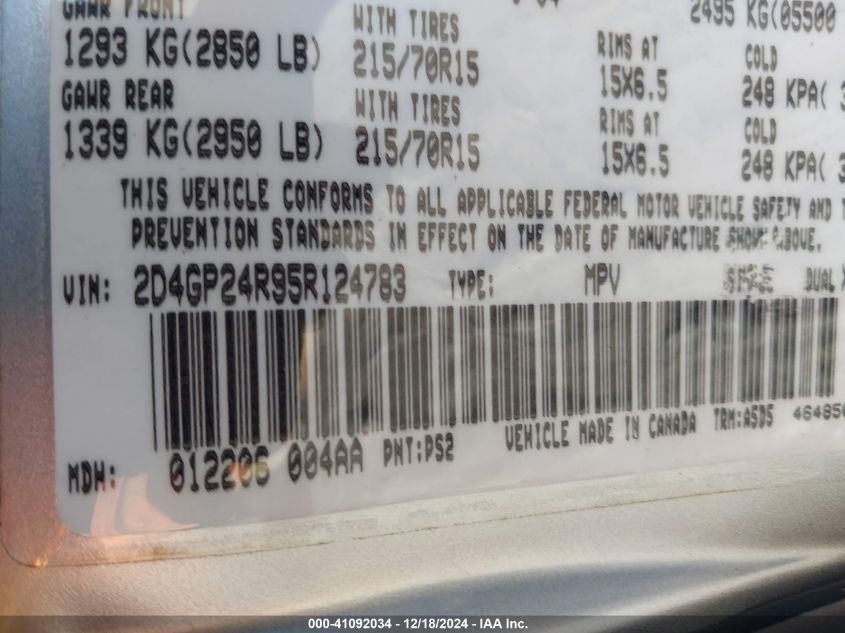 GAWR FRONT WITH TIRES 2495 KG(05500
1293 KG(2850 LB) 215/70R15 RIMS AT 15X6.5 COLD 248 KPA(
GAWR REAR WITH TIRES RIMS AT COLD
1339 KG(2950 LB) 215/70R15 15X6.5 248 KPA(
THIS VEHICLE CONFORMS TO ALL APPLICABLE FEDERAL MOTOR VEHICLE SAFETY AND
PREVENTION STANDARDS IN EFFECT ON THE DATE OF MANUFACTURE SHOWN ABOVE.
VIN: 2D4GP24R95R124783 TYPE: MPV DUAL
VEHICLE MADE IN CANADA TRM:A5D5 46485
MDH: 012206 004AA PNT:PS2
000-41092034 - 12/18/2024 - IAA Inc.